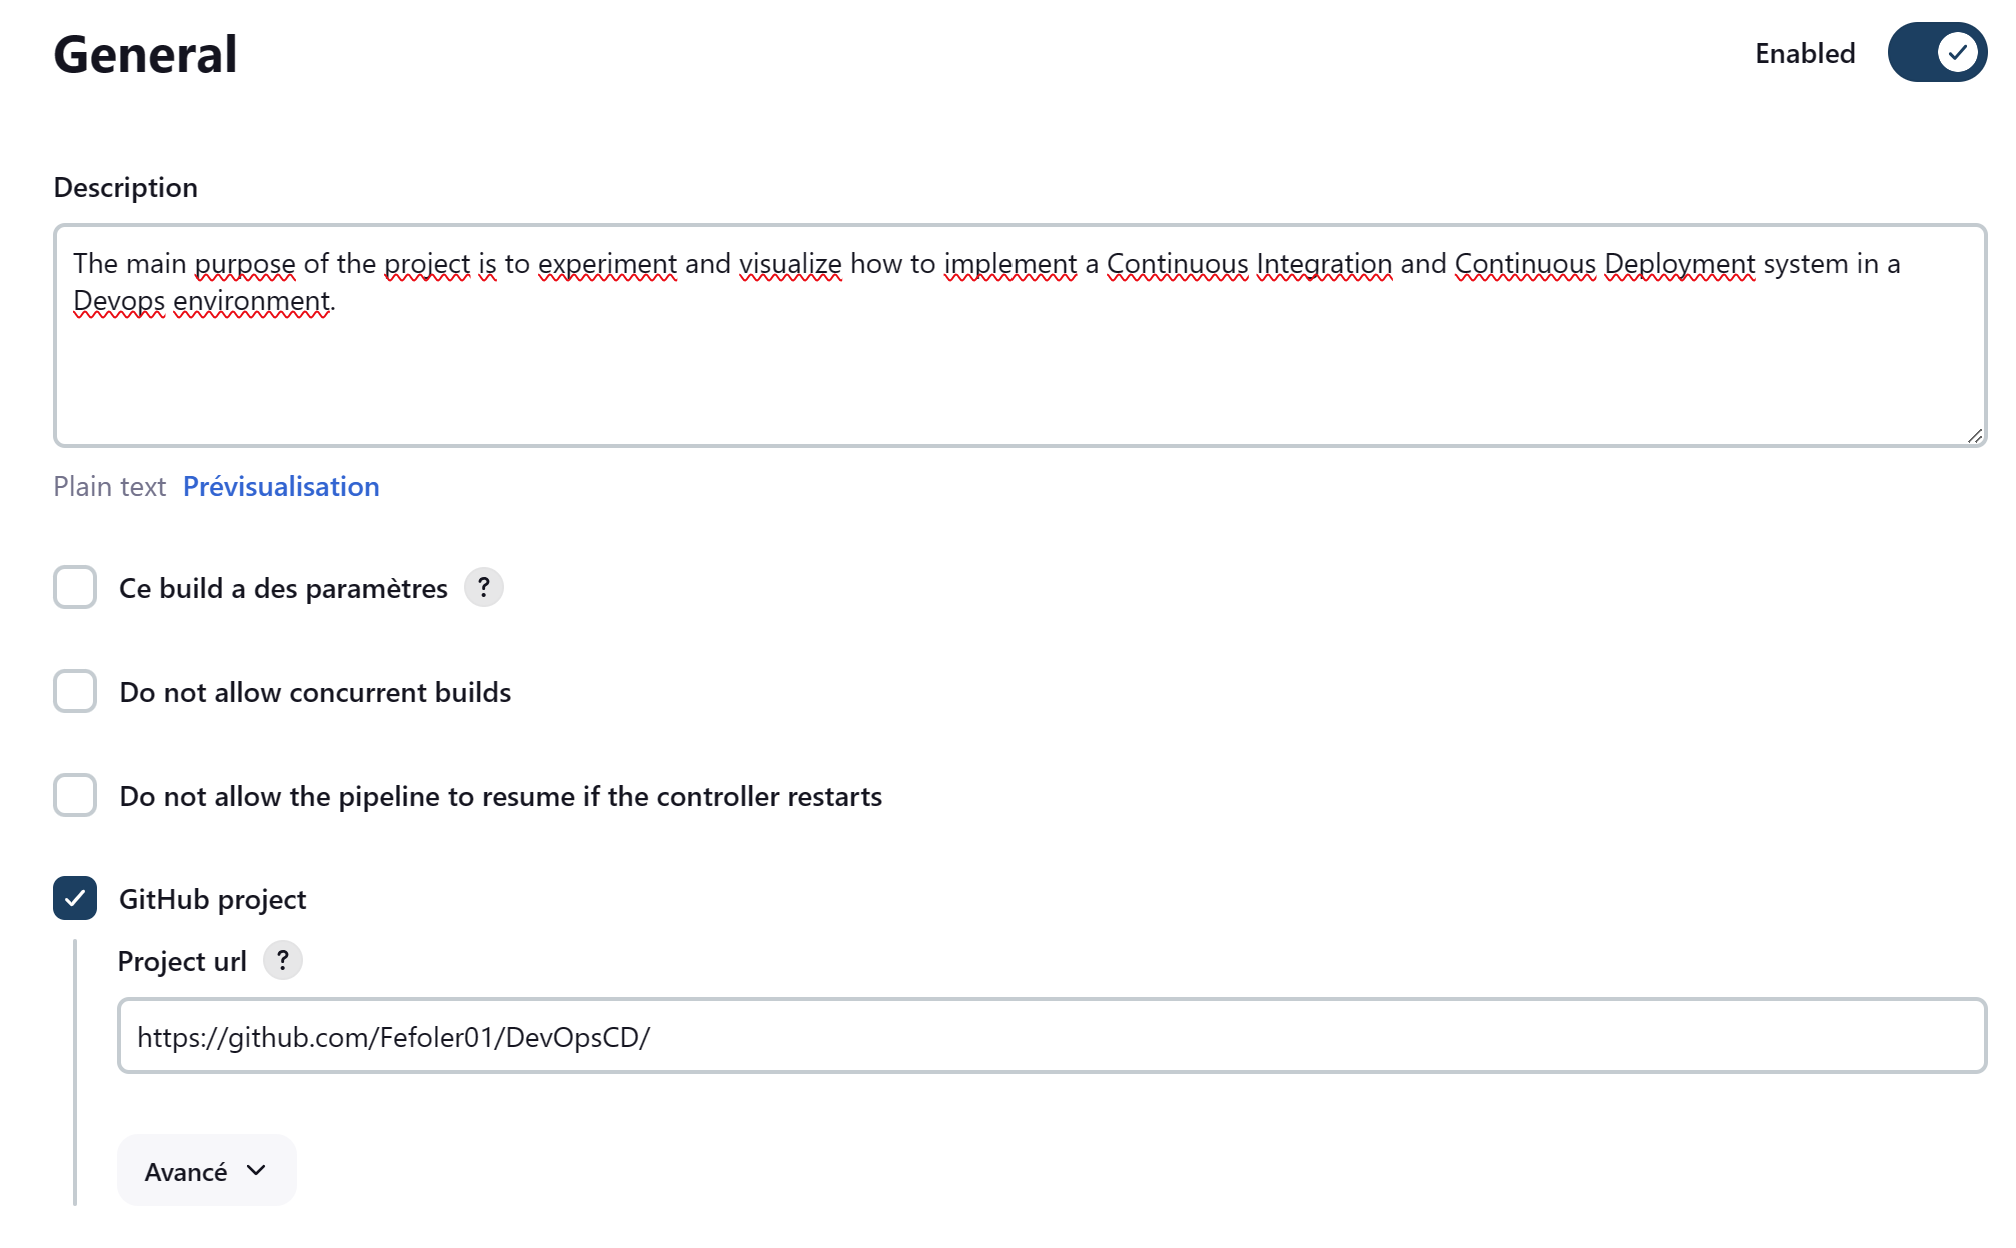 General
Enabled
Description
The main purpose of the project is to experiment and visualize how to implement a Continuous Integration and Continuous Deployment system in a
Devops environment.
Plain text Prévisualisation
Ce build a des paramètres ?
Do not allow concurrent builds
Do not allow the pipeline to resume if the controller restarts
GitHub project
Project url ?
https://github.com/Fefoler01/DevOpsCD/
Avancé